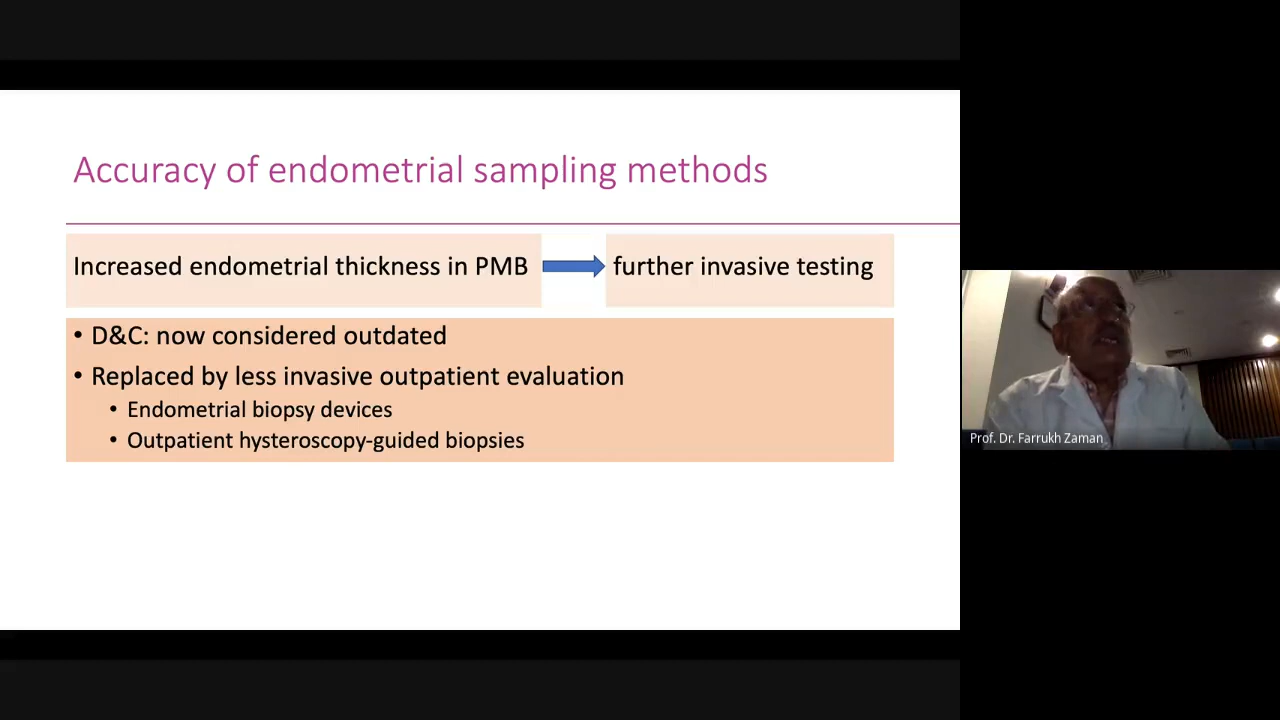 Accuracy of endometrial sampling methods
Increased endometrial thickness in PMB
further invasive testing
• D&C: now considered outdated
• Replaced by less invasive outpatient evaluation
• Endometrial biopsy devices
• Outpatient hysteroscopy-guided biopsies
Prof. Dr. Farrukh Zaman